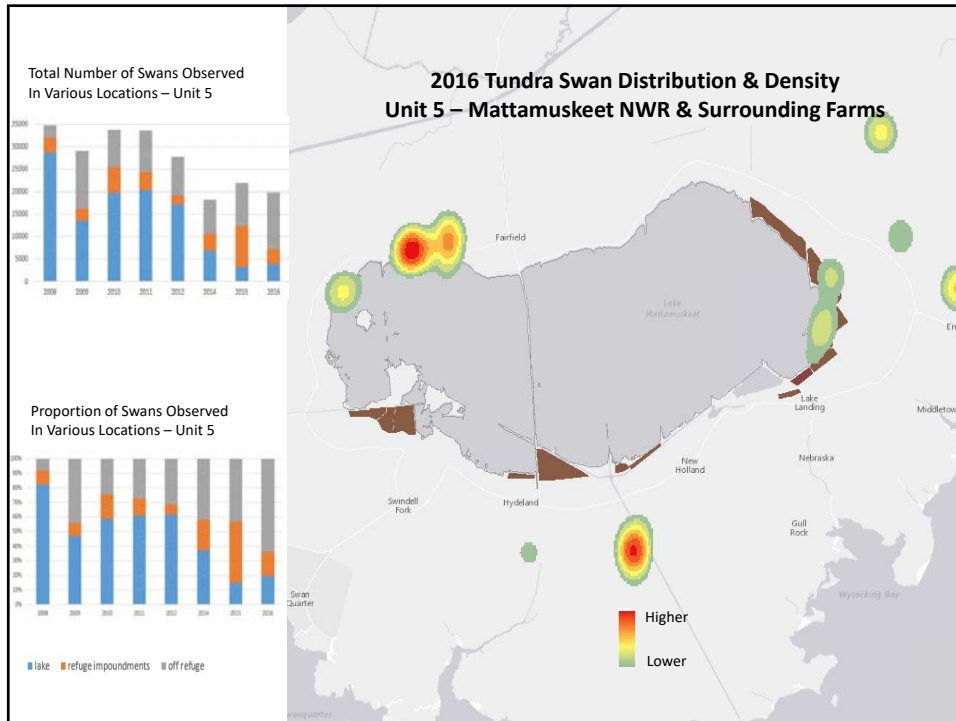 Total Number of Swans Observed
In Various Locations – Unit 5
35000
30000
25000
20000
15000
10000
5000
0
2008 2009 2010 2011 2012 2014 2015 2016
Proportion of Swans Observed
In Various Locations – Unit 5
100%
90%
80%
70%
60%
50%
40%
30%
20%
10%
0%
2008 2009 2010 2011 2012 2014 2015 2016
lake refuge impoundments off refuge
2016 Tundra Swan Distribution & Density
Unit 5 – Mattamuskeet NWR & Surrounding Farms
Fairfield
Lake
Mattamuskeet
En
Lake
Landing
Middletow
New
Holland
Nebraska
Swindell
Fork
Hydeland
Gull
Rock
Swan
Quarter
Wysocking Bay
Higher
Lower
wanquarter